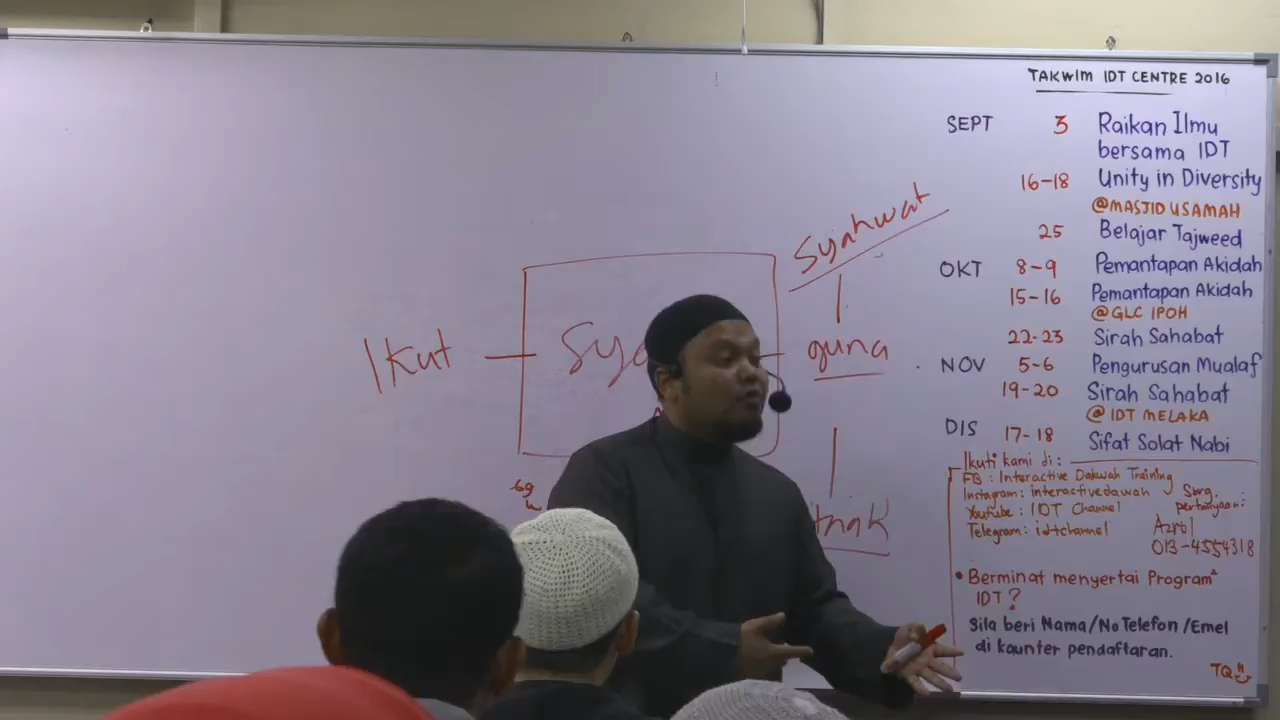 TAKWIM IDT CENTRE 2016
SEPT 3 Raikan Ilmu
bersama IDT
16-18 Unity in Diversity
@MASJID USAMAH
25 Belajar Tajweed
OKT 8-9 Pemantapan Akidah
15-16 Pemantapan Akidah
@GLC IPOH
22-23 Sirah Sahabat
NOV 5-6 Pengurusan Mualaf
19-20 Sirah Sahabat
@ IDT MELAKA
DIS 17-18 Sifat Solat Nabi
Ikuti kami di:
FB : Interactive Dakwah Training
Instagram: interactivedawah
Youtube : IDT Channel
Telegram: idtchannel
Sbrg.
pertanyaan:
Azrol
013-4554318
• Berminat menyertai Program²
IDT?
Sila beri Nama/No Telefon/Emel
di kaunter pendaftaran.
TQ
Syahwat
Ikut
guna